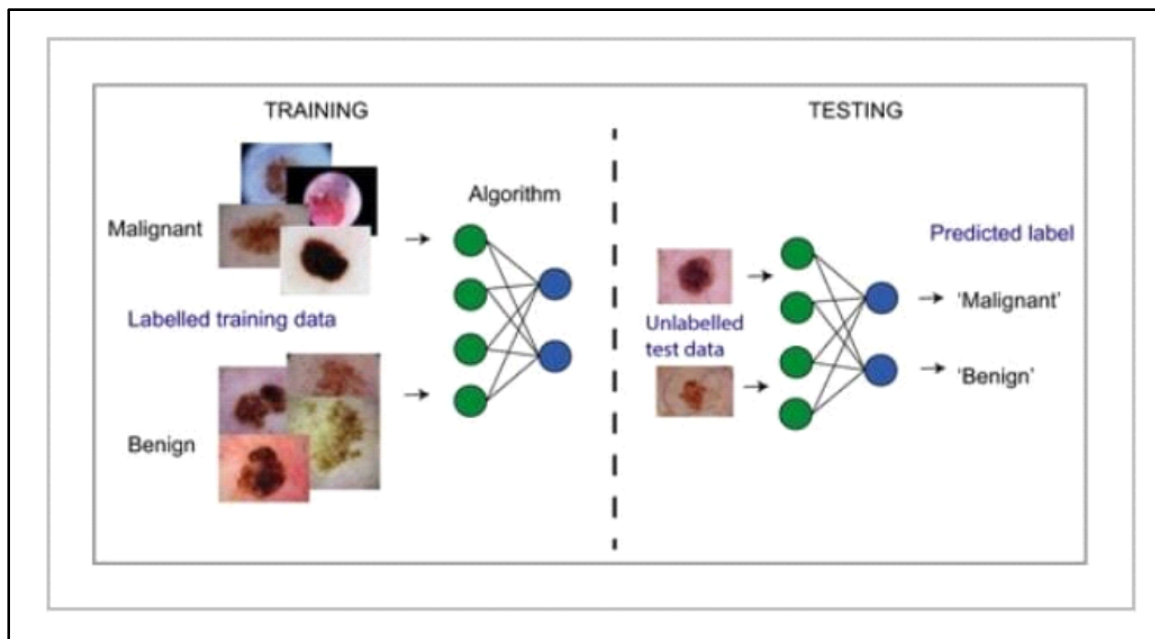 TRAINING
Malignant
Algorithm
Labelled training data
Benign
TESTING
Predicted label
Unlabelled
test data
'Malignant'
'Benign'